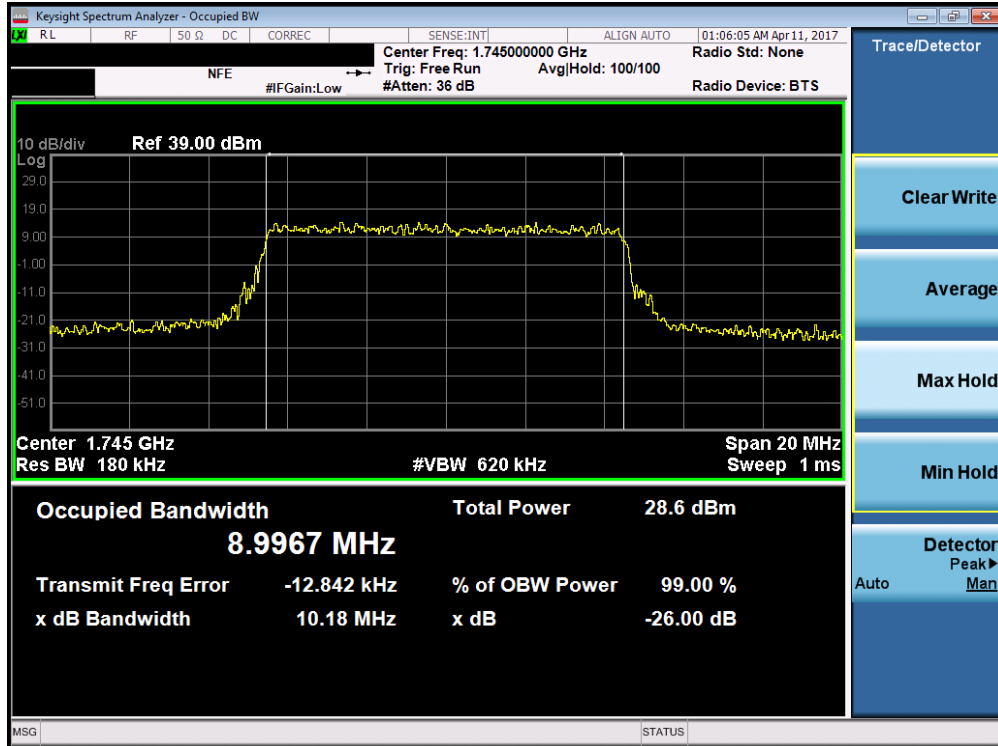 Keysight Spectrum Analyzer - Occupied BW
LXI RL RF 50 Ω DC CORREC SENSE:INT ALIGN AUTO 01:06:05 AM Apr 11, 2017
Center Freq: 1.745000000 GHz Radio Std: None
NFE Trig: Free Run Avg|Hold: 100/100
#IFGain:Low #Atten: 36 dB Radio Device: BTS
10 dB/div Ref 39.00 dBm
Log
29.0
19.0
9.00
-1.00
-11.0
-21.0
-31.0
-41.0
-51.0
Center 1.745 GHz Span 20 MHz
Res BW 180 kHz #VBW 620 kHz Sweep 1 ms
Occupied Bandwidth Total Power 28.6 dBm
8.9967 MHz
Transmit Freq Error -12.842 kHz % of OBW Power 99.00 %
x dB Bandwidth 10.18 MHz x dB -26.00 dB
Trace/Detector
Clear Write
Average
Max Hold
Min Hold
Detector
Peak▶
Auto Man
MSG STATUS